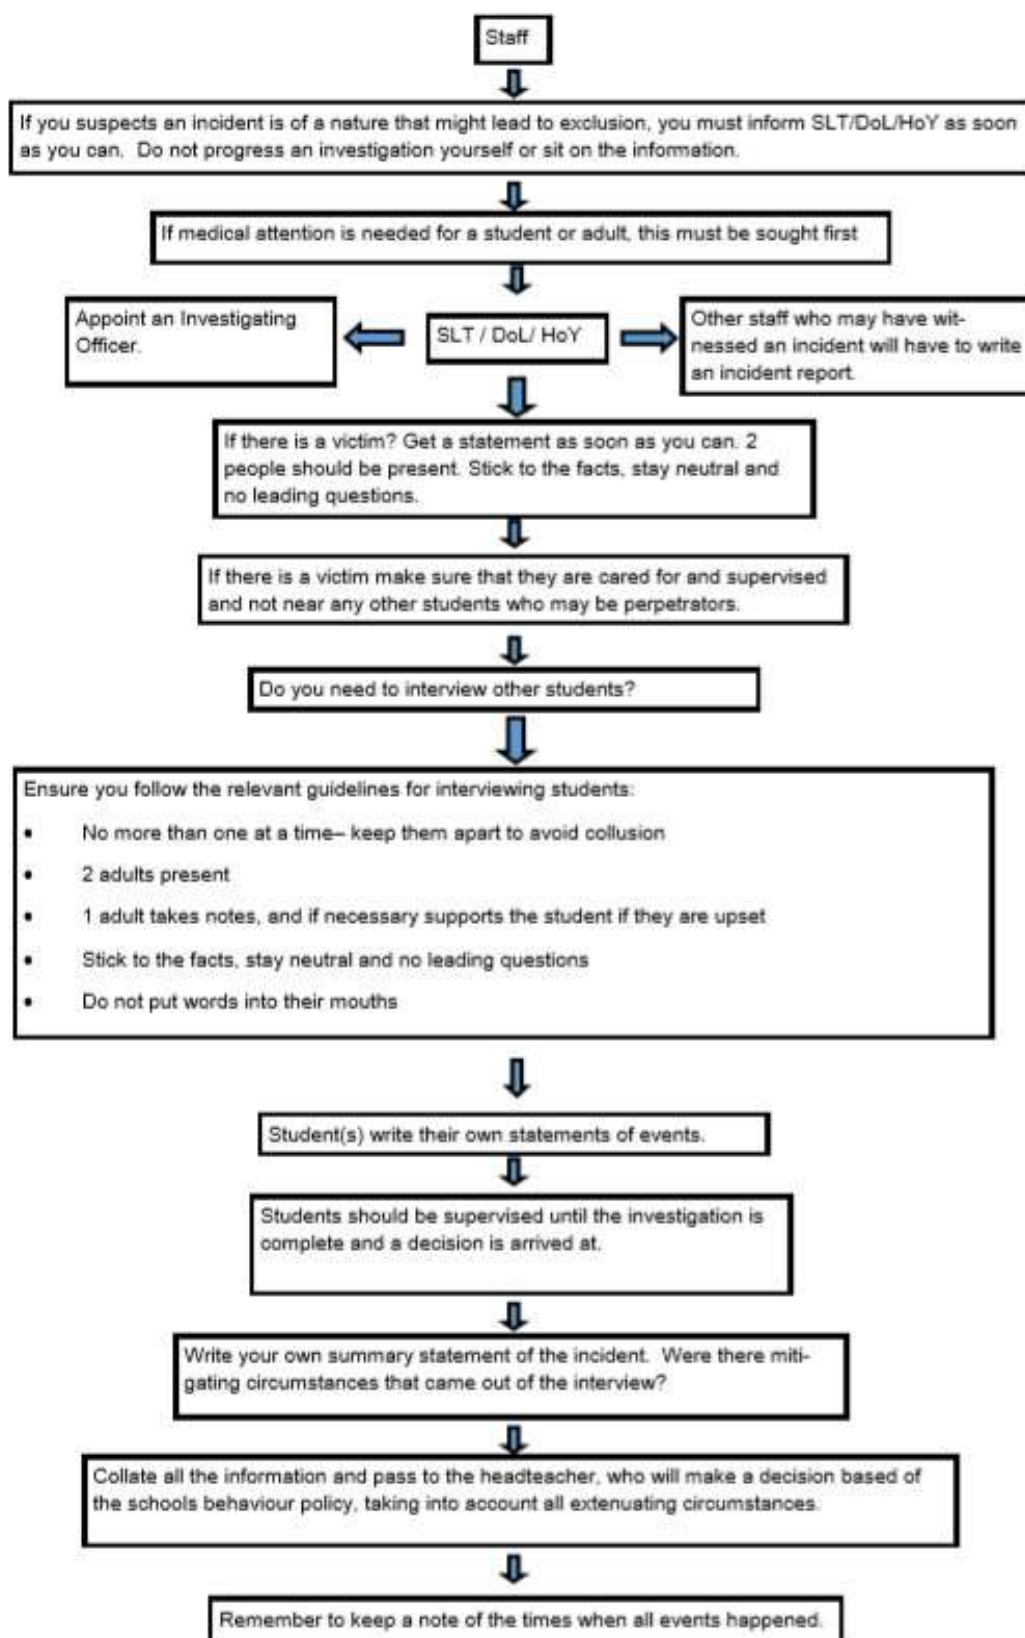 Staff
If you suspects an incident is of a nature that might lead to exclusion, you must inform SLT/DoL/HoY as soon
as you can.  Do not progress an investigation yourself or sit on the information.
If medical attention is needed for a student or adult, this must be sought first
Appoint an Investigating
Officer.
SLT / DoL/ HoY
Other staff who may have wit-
nessed an incident will have to write
an incident report.
If there is a victim? Get a statement as soon as you can. 2
people should be present. Stick to the facts, stay neutral and
no leading questions.
If there is a victim make sure that they are cared for and supervised
and not near any other students who may be perpetrators.
Do you need to interview other students?
Ensure you follow the relevant guidelines for interviewing students:
• No more than one at a time– keep them apart to avoid collusion
• 2 adults present
• 1 adult takes notes, and if necessary supports the student if they are upset
• Stick to the facts, stay neutral and no leading questions
• Do not put words into their mouths
Student(s) write their own statements of events.
Students should be supervised until the investigation is
complete and a decision is arrived at.
Write your own summary statement of the incident.  Were there miti-
gating circumstances that came out of the interview?
Collate all the information and pass to the headteacher, who will make a decision based of
the schools behaviour policy, taking into account all extenuating circumstances.
Remember to keep a note of the times when all events happened.